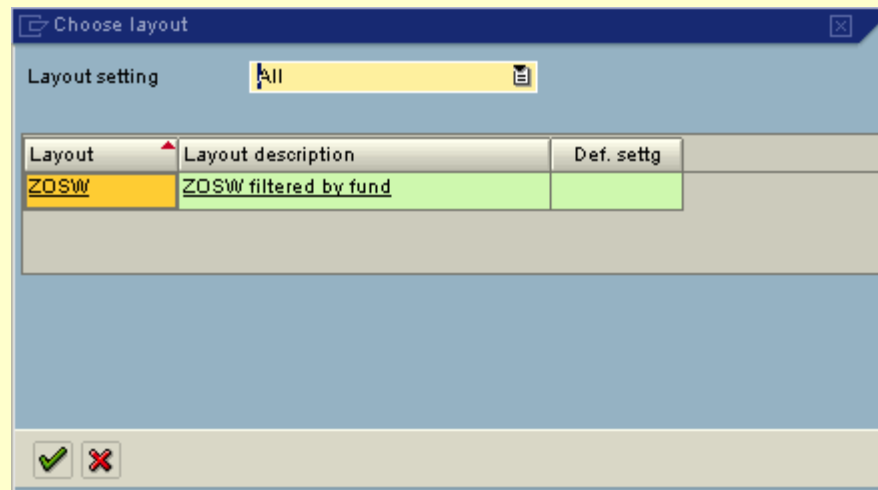 Choose layout
Layout setting All
Layout Layout description Def. settg
ZOSW ZOSW filtered by fund